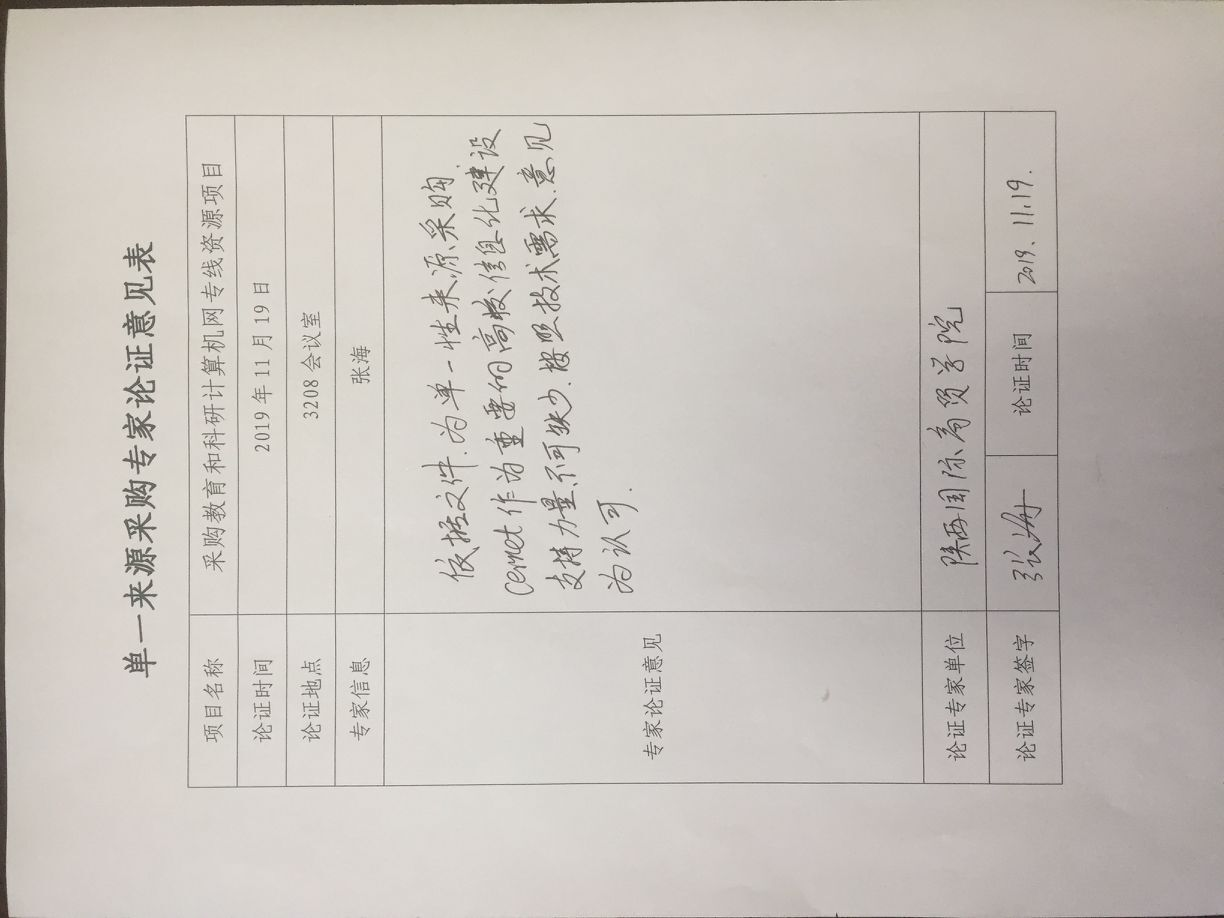 单一来源采购专家论证意见表
项目名称 采购教育和科研计算机网专线资源项目
论证时间 2019 年 11 月 19 日
论证地点 3208 会议室
专家信息 张海
专家论证意见
依据文件.为单一性来源采购.
Cernet作为重要的高校信息化建设
支持力量,不可缺少.按照技术需求.意见
为认可.
论证专家单位 陕西国际商贸学院
论证专家签字 张海 论证时间 2019、11.19.